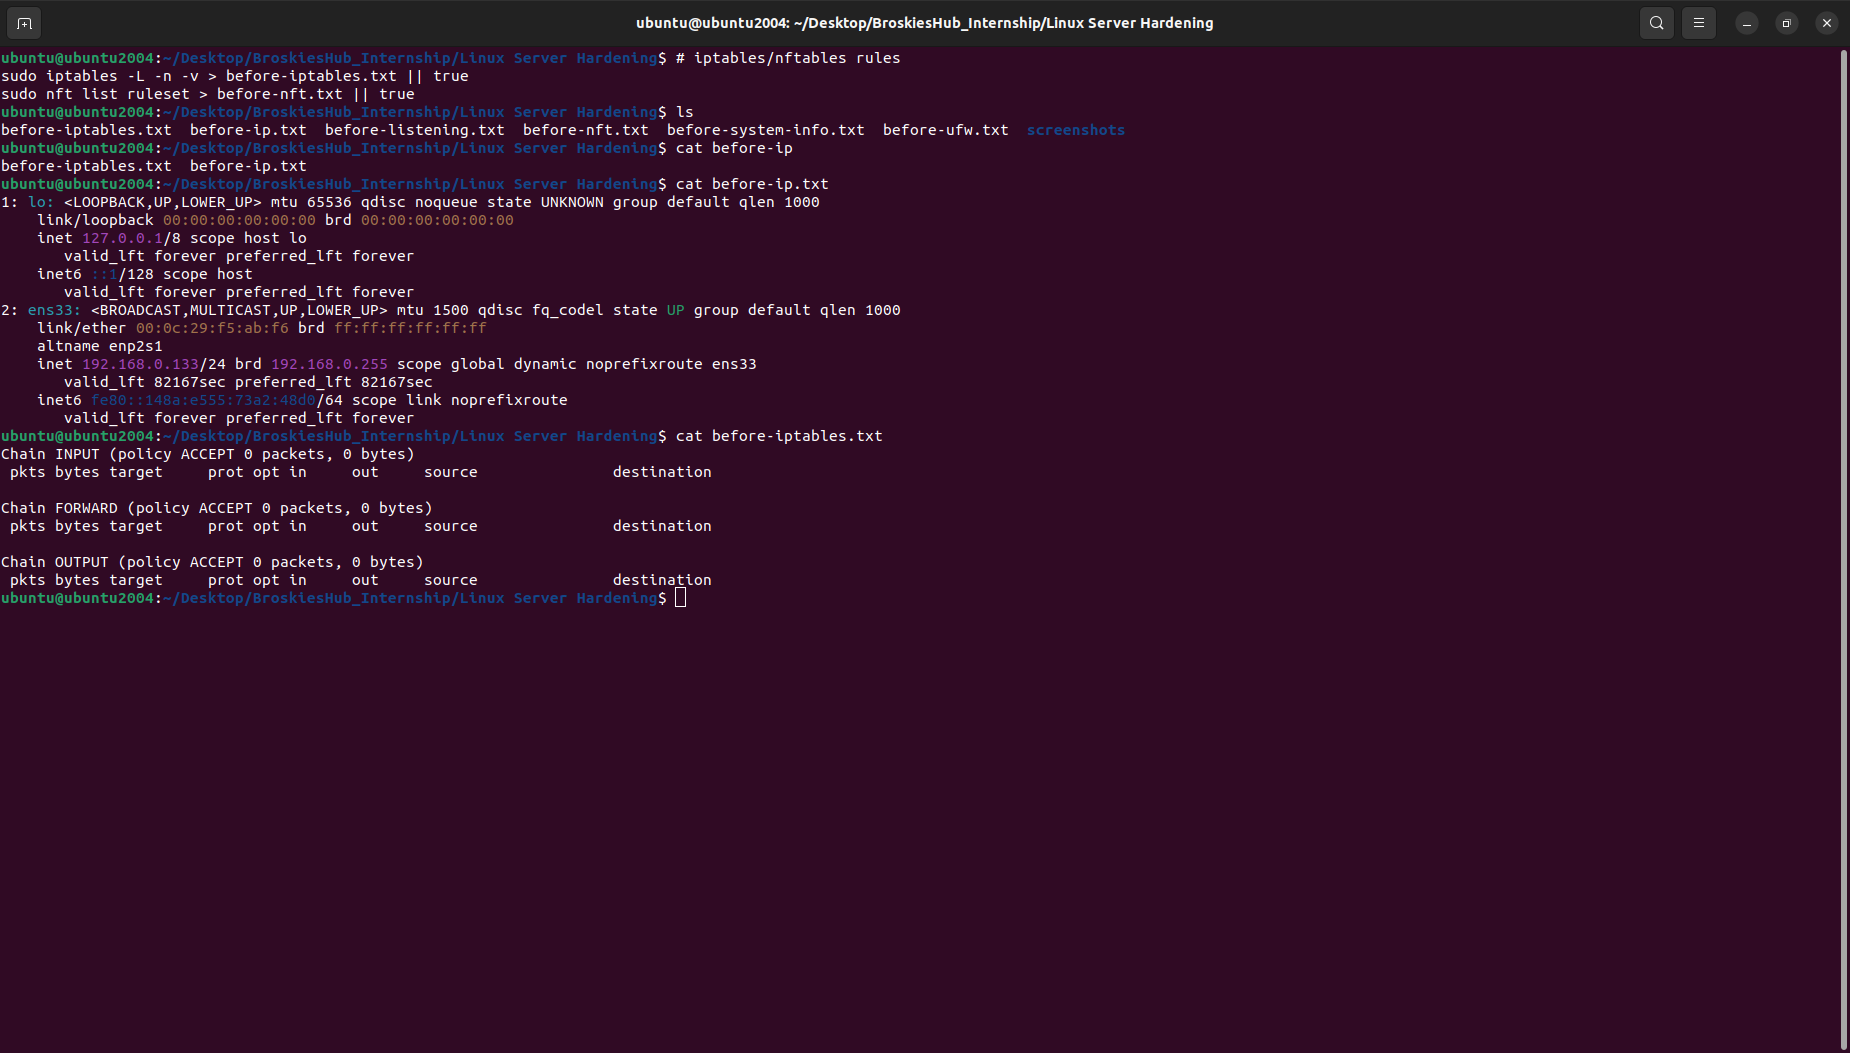 ubuntu@ubuntu2004: ~/Desktop/BroskiesHub_Internship/Linux Server Hardening
ubuntu@ubuntu2004:~/Desktop/BroskiesHub_Internship/Linux Server Hardening$ # iptables/nftables rules
sudo iptables -L -n -v > before-iptables.txt || true
sudo nft list ruleset > before-nft.txt || true
ubuntu@ubuntu2004:~/Desktop/BroskiesHub_Internship/Linux Server Hardening$ ls
before-iptables.txt  before-ip.txt  before-listening.txt  before-nft.txt  before-system-info.txt  before-ufw.txt  screenshots
ubuntu@ubuntu2004:~/Desktop/BroskiesHub_Internship/Linux Server Hardening$ cat before-ip
before-iptables.txt  before-ip.txt
ubuntu@ubuntu2004:~/Desktop/BroskiesHub_Internship/Linux Server Hardening$ cat before-ip.txt
1: lo: <LOOPBACK,UP,LOWER_UP> mtu 65536 qdisc noqueue state UNKNOWN group default qlen 1000
    link/loopback 00:00:00:00:00:00 brd 00:00:00:00:00:00
    inet 127.0.0.1/8 scope host lo
       valid_lft forever preferred_lft forever
    inet6 ::1/128 scope host
       valid_lft forever preferred_lft forever
2: ens33: <BROADCAST,MULTICAST,UP,LOWER_UP> mtu 1500 qdisc fq_codel state UP group default qlen 1000
    link/ether 00:0c:29:f5:ab:f6 brd ff:ff:ff:ff:ff:ff
    altname enp2s1
    inet 192.168.0.133/24 brd 192.168.0.255 scope global dynamic noprefixroute ens33
       valid_lft 82167sec preferred_lft 82167sec
    inet6 fe80::148a:e555:73a2:48d0/64 scope link noprefixroute
       valid_lft forever preferred_lft forever
ubuntu@ubuntu2004:~/Desktop/BroskiesHub_Internship/Linux Server Hardening$ cat before-iptables.txt
Chain INPUT (policy ACCEPT 0 packets, 0 bytes)
 pkts bytes target     prot opt in     out     source               destination

Chain FORWARD (policy ACCEPT 0 packets, 0 bytes)
 pkts bytes target     prot opt in     out     source               destination

Chain OUTPUT (policy ACCEPT 0 packets, 0 bytes)
 pkts bytes target     prot opt in     out     source               destination
ubuntu@ubuntu2004:~/Desktop/BroskiesHub_Internship/Linux Server Hardening$